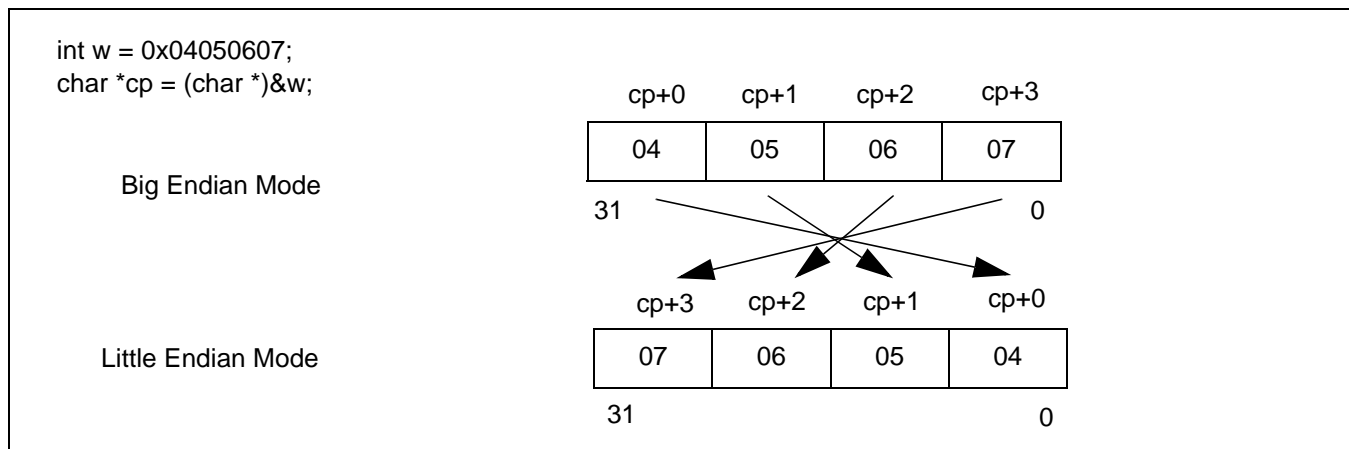 int w = 0x04050607;
char *cp = (char *)&w;
cp+0 cp+1 cp+2 cp+3
04 05 06 07
Big Endian Mode
31 0
cp+3 cp+2 cp+1 cp+0
07 06 05 04
Little Endian Mode
31 0